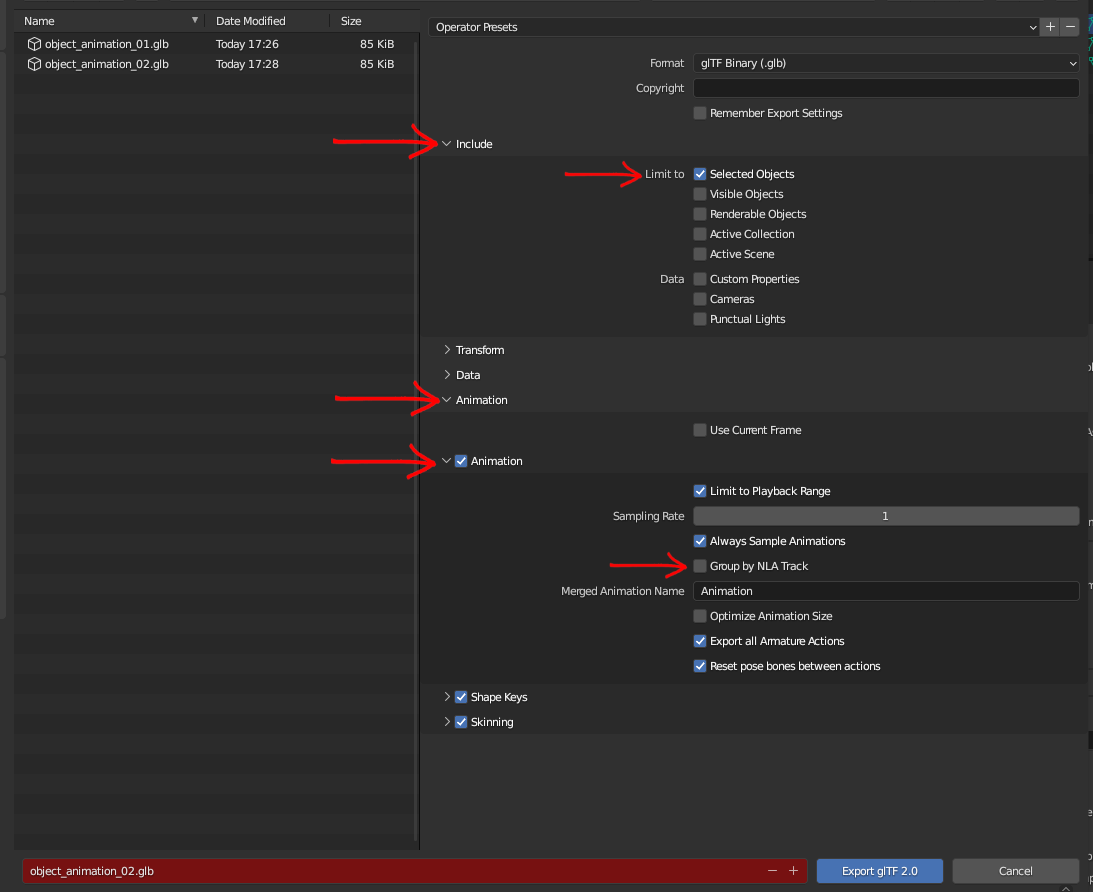 Name Date Modified Size
object_animation_01.glb Today 17:26 85 KiB
object_animation_02.glb Today 17:28 85 KiB
Operator Presets
Format glTF Binary (.glb)
Copyright
Remember Export Settings
Include
Limit to Selected Objects
Visible Objects
Renderable Objects
Active Collection
Active Scene
Data Custom Properties
Cameras
Punctual Lights
Transform
Data
Animation
Use Current Frame
Animation
Limit to Playback Range
Sampling Rate 1
Always Sample Animations
Group by NLA Track
Merged Animation Name Animation
Optimize Animation Size
Export all Armature Actions
Reset pose bones between actions
Shape Keys
Skinning
object_animation_02.glb
Export glTF 2.0
Cancel